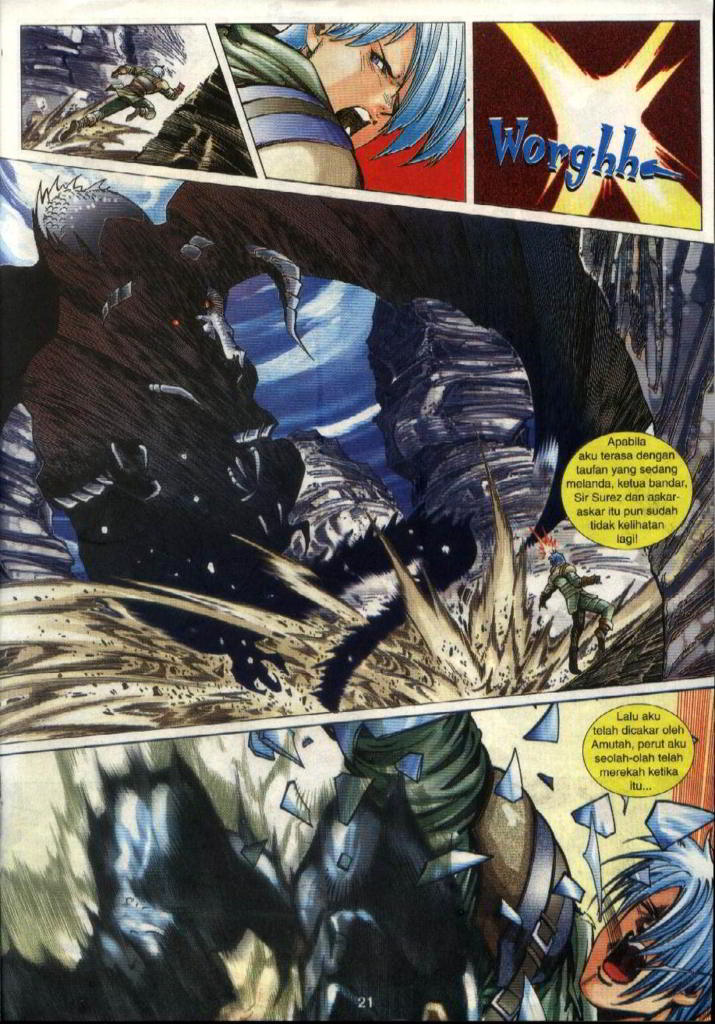 Worghh
Apabila
aku terasa dengan
taufan yang sedang
melanda, ketua bandar,
Sir Surez dan askar-
askar itu pun sudah
tidak kelihatan
lagi!
Lalu aku
telah dicakar oleh
Amutah, perut aku
seolah-olah telah
merekah ketika
itu...
21